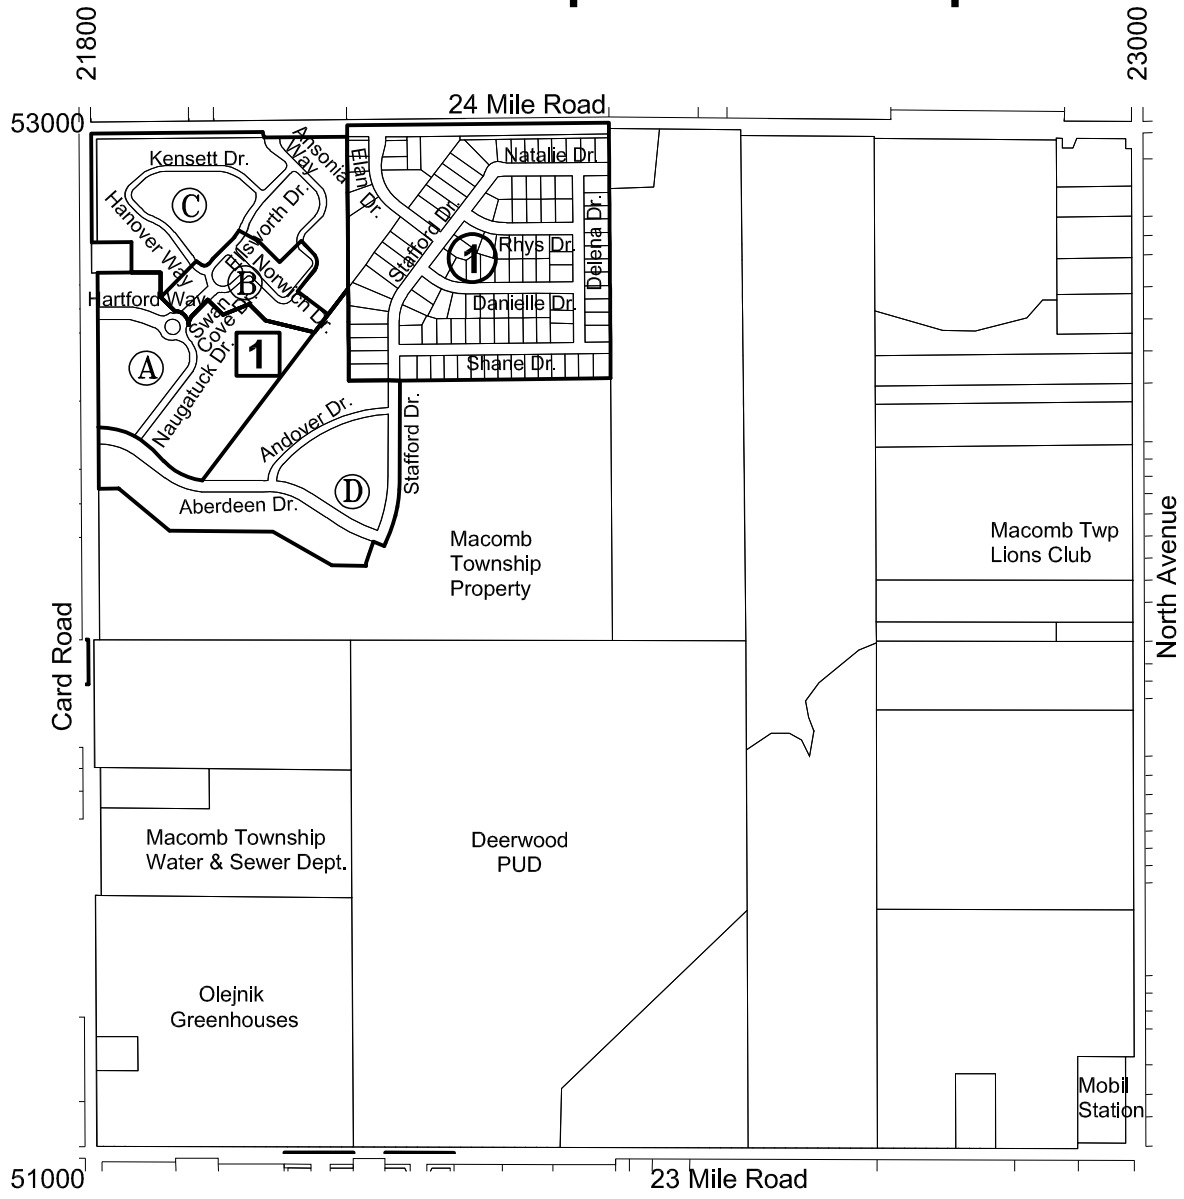 21800
23000
24 Mile Road
53000
Ansonia
Way
Kensett Dr.
Elan Dr.
Natalie Dr.
C
Hanover Way
Ellsworth Dr.
Stafford Dr.
Delena Dr.
Rhys Dr.
1
B
Norwich Dr.
Hartford Way
Danielle Dr.
Swan
Cove Dr.
1
Shane Dr.
A
Naugatuck Dr.
Andover Dr.
Stafford Dr.
D
Aberdeen Dr.
Macomb
Township
Property
Macomb Twp
Lions Club
North Avenue
Card Road
Macomb Township
Water & Sewer Dept.
Deerwood
PUD
Olejnik
Greenhouses
Mobil
Station
51000
23 Mile Road